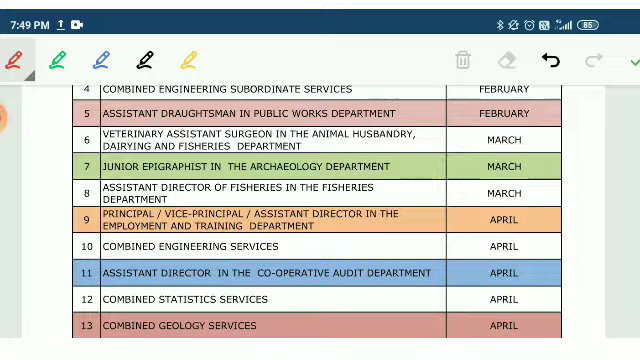 7:49 PM 85
4 COMBINED ENGINEERING SUBORDINATE SERVICES FEBRUARY
5 ASSISTANT DRAUGHTSMAN IN PUBLIC WORKS DEPARTMENT FEBRUARY
6 VETERINARY ASSISTANT SURGEON IN THE ANIMAL HUSBANDRY, DAIRYING AND FISHERIES DEPARTMENT MARCH
7 JUNIOR EPIGRAPHIST IN THE ARCHAEOLOGY DEPARTMENT MARCH
8 ASSISTANT DIRECTOR OF FISHERIES IN THE FISHERIES DEPARTMENT MARCH
9 PRINCIPAL / VICE-PRINCIPAL / ASSISTANT DIRECTOR IN THE EMPLOYMENT AND TRAINING DEPARTMENT APRIL
10 COMBINED ENGINEERING SERVICES APRIL
11 ASSISTANT DIRECTOR IN THE CO-OPERATIVE AUDIT DEPARTMENT APRIL
12 COMBINED STATISTICS SERVICES APRIL
13 COMBINED GEOLOGY SERVICES APRIL